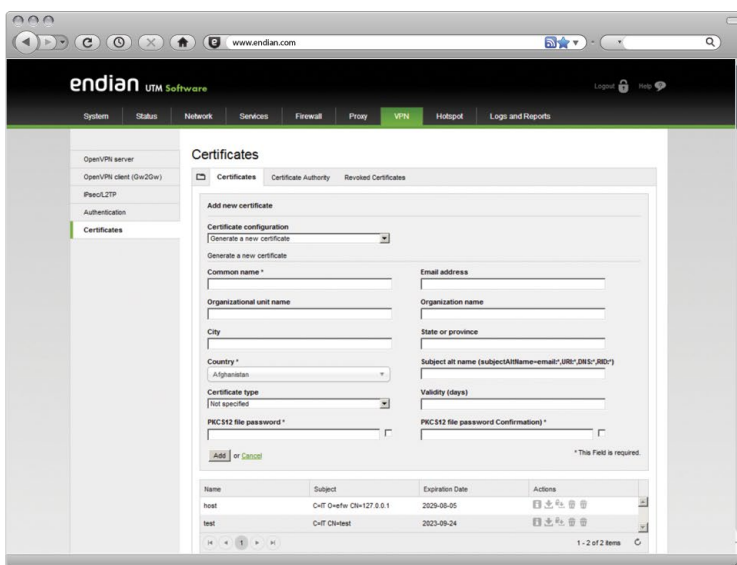 www.endian.com
endian UTM Software
Logout Help
System Status Network Services Firewall Proxy VPN Hotspot Logs and Reports
OpenVPN server
OpenVPN client (Gw2Gw)
IPsec/L2TP
Authentication
Certificates
Certificates
Certificates Certificate Authority Revoked Certificates
Add new certificate
Certificate configuration
Generate a new certificate
Generate a new certificate
Common name * Email address
Organizational unit name Organization name
City State or province
Country * Subject alt name (subjectAltName=email:*,URI:*,DNS:*,RID:*)
Afghanistan
Certificate type Validity (days)
Not specified
PKCS12 file password * PKCS12 file password Confirmation) *
Add or Cancel * This Field is required.
Name Subject Expiration Date Actions
host C=IT O=efw CN=127.0.0.1 2029-08-05
test C=IT CN=test 2023-09-24
1 1 - 2 of 2 items